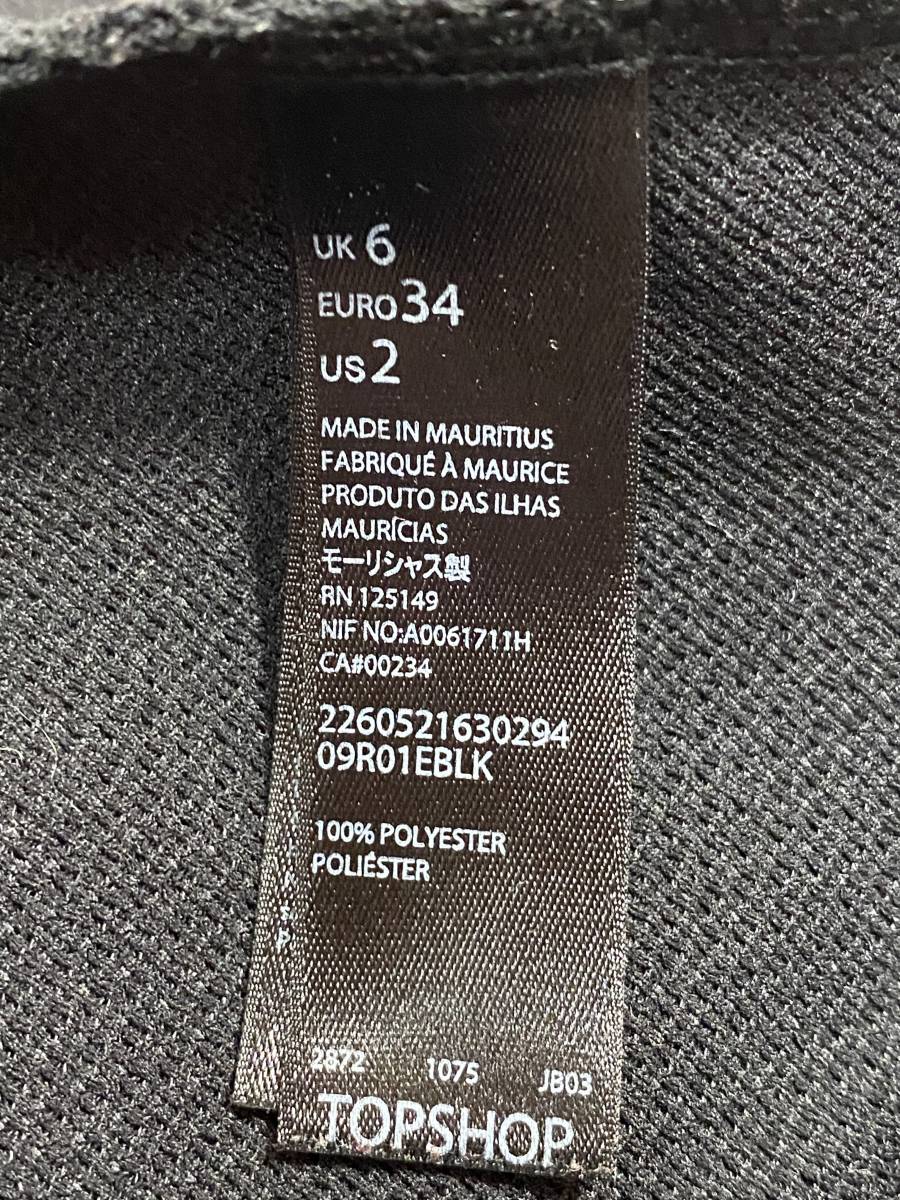 UK 6
EURO 34
US 2
MADE IN MAURITIUS
FABRIQUÉ À MAURICE
PRODUTO DAS ILHAS
MAURÍCIAS
モーリシャス製
RN 125149
NIF NO:A0061711H
CA#00234
2260521630294
09R01EBLK
100% POLYESTER
POLIÉSTER
2872 1075 JB03
TOPSHOP